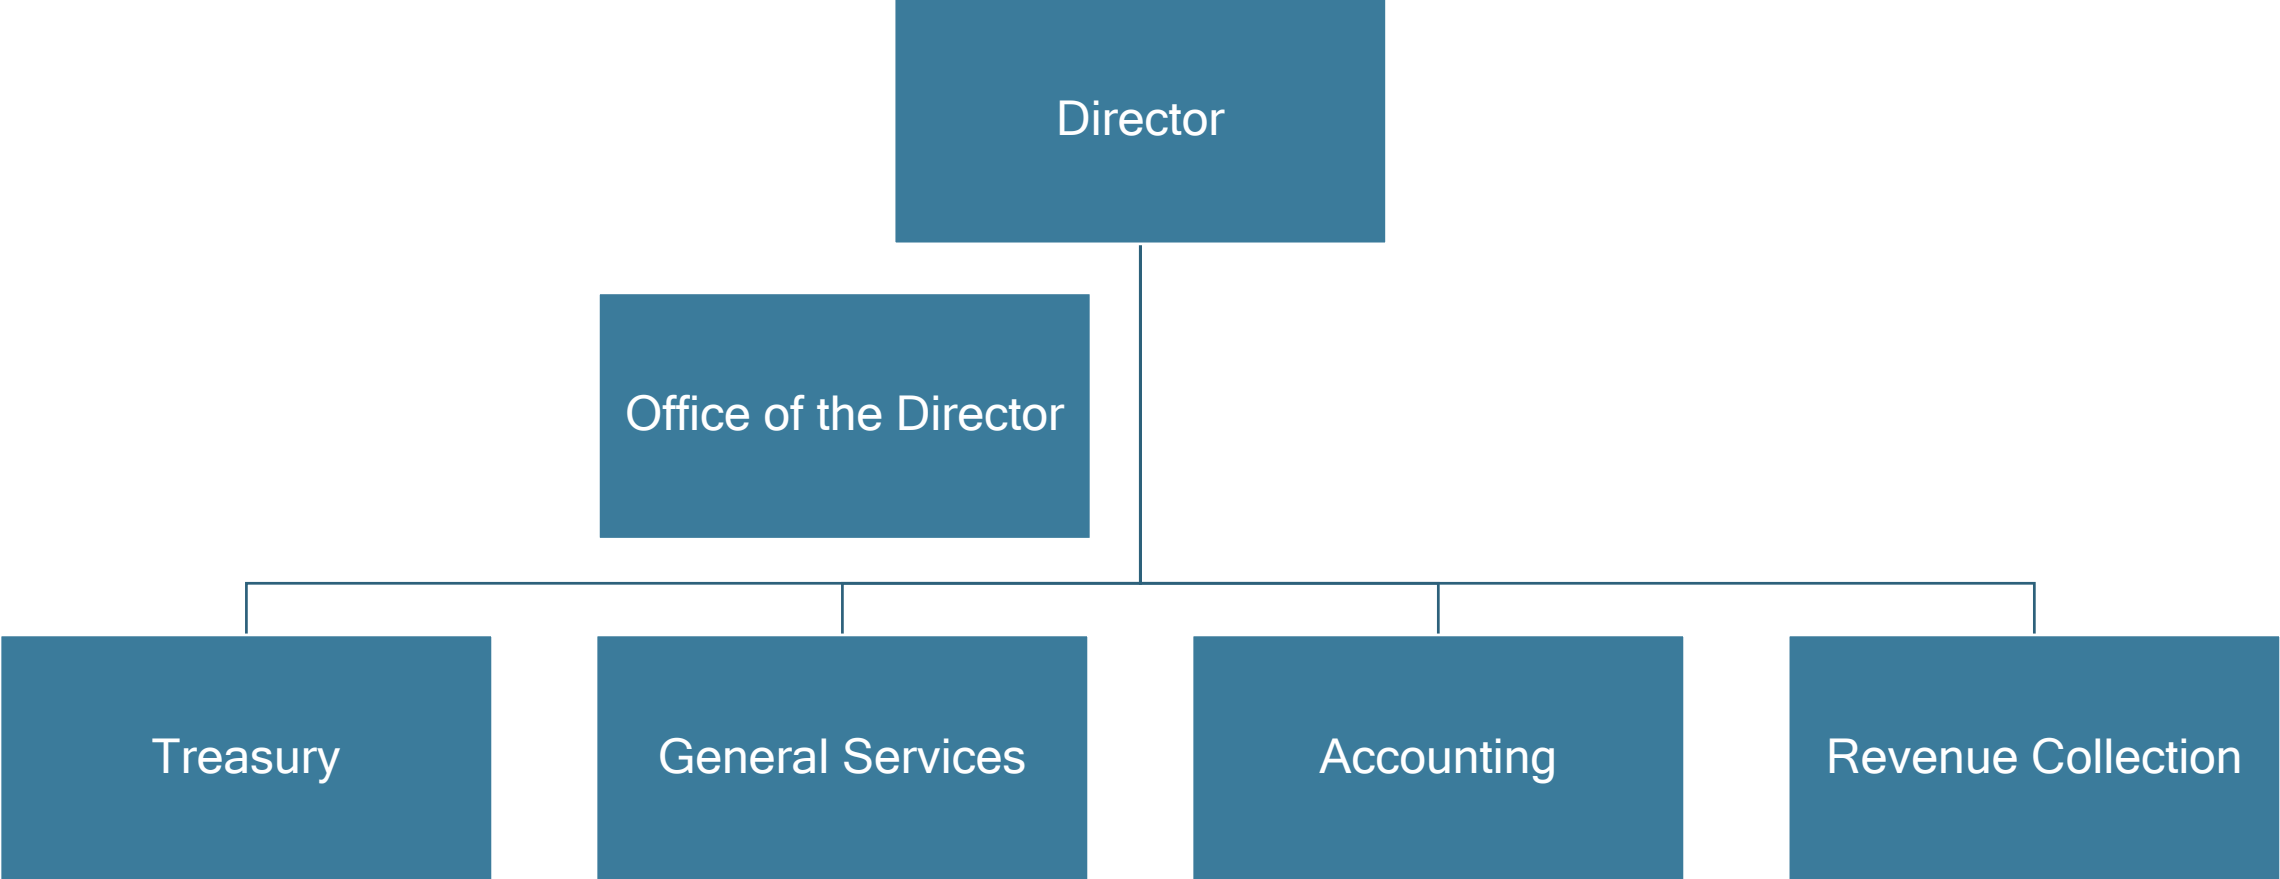 Director
Office of the Director
Treasury
General Services
Accounting
Revenue Collection